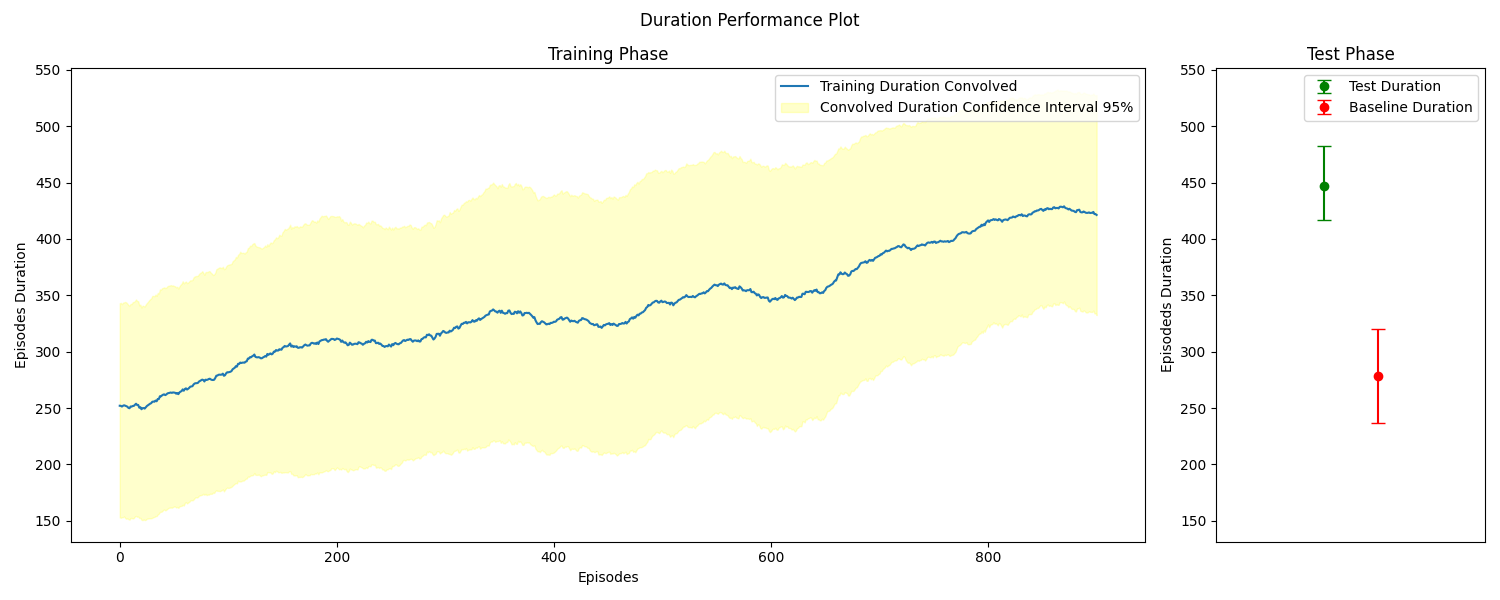 Duration Performance Plot
Training Phase
550
500
450
400
350
300
250
200
150
Episodes Duration
0
200
400
600
800
Episodes
Training Duration Convolved
Convolved Duration Confidence Interval 95%
Test Phase
550
500
450
400
350
300
250
200
150
Episodeds Duration
Test Duration
Baseline Duration